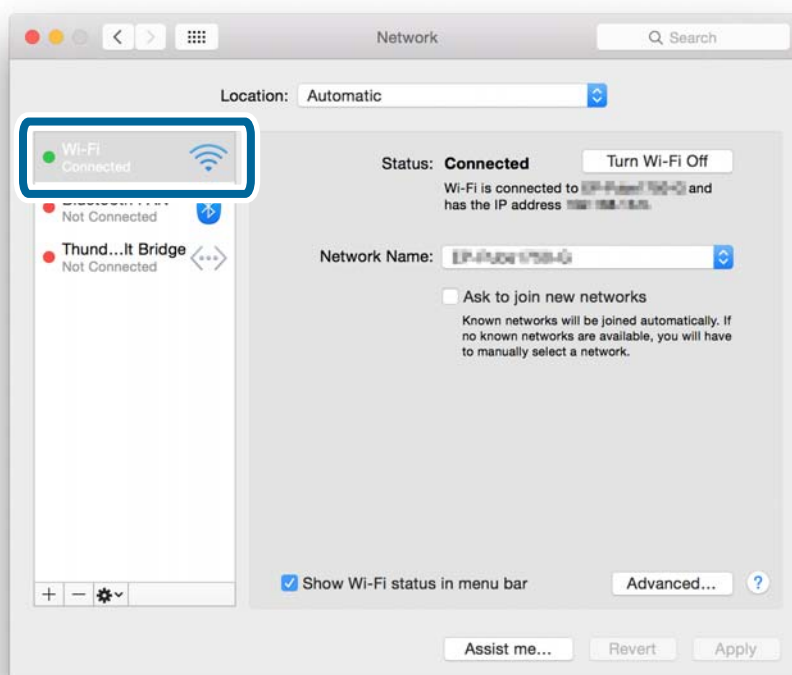 Network
Search
Location: Automatic
Wi-Fi
Connected
Not Connected
Thund...lt Bridge
Not Connected
Status: Connected
Turn Wi-Fi Off
Wi-Fi is connected to and
has the IP address
Network Name:
Ask to join new networks
Known networks will be joined automatically. If
no known networks are available, you will have
to manually select a network.
Show Wi-Fi status in menu bar
Advanced...
?
Assist me...
Revert
Apply